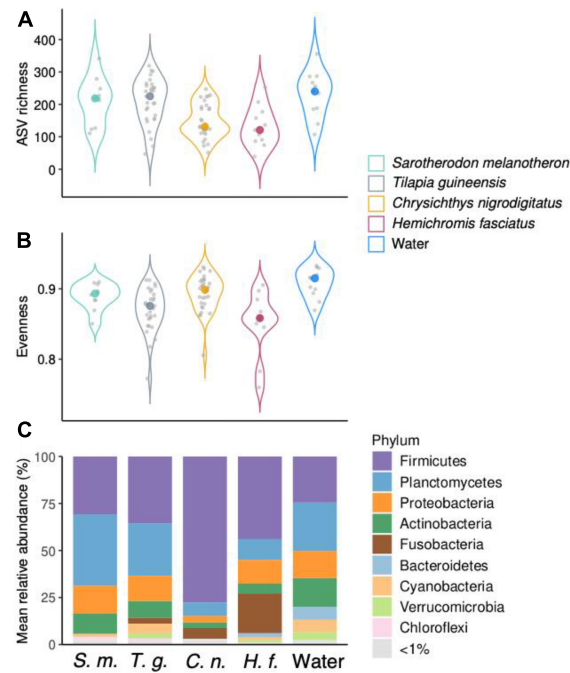 A
ASV richness
400
300
200
100
0
Sarotherodon melanotheron
Tilapia guineensis
Chrysichthys nigrodigitatus
Hemichromis fasciatus
Water
B
Evenness
0.9
0.8
C
Mean relative abundance (%)
100
75
50
25
0
S. m. T. g. C. n. H. f. Water
Phylum
Firmicutes
Planctomycetes
Proteobacteria
Actinobacteria
Fusobacteria
Bacteroidetes
Cyanobacteria
Verrucomicrobia
Chloroflexi
<1%